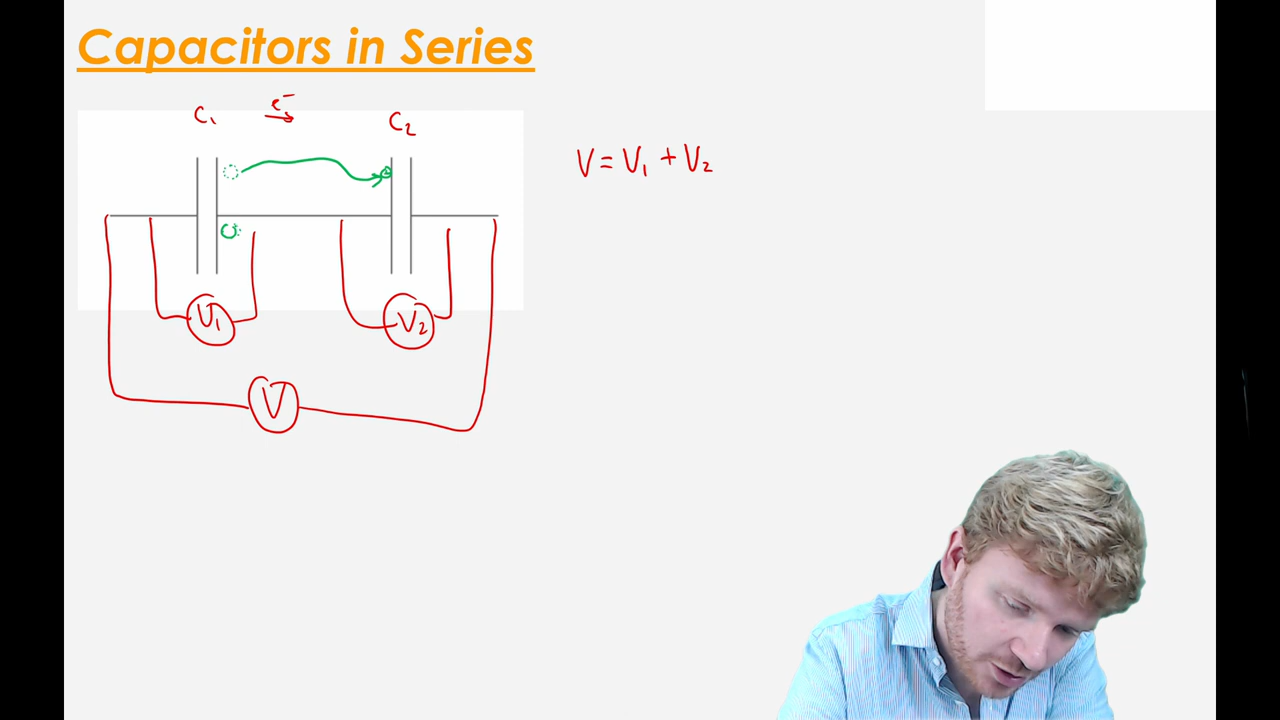 Capacitors in Series
C₁ e⁻ C₂
V = V₁ + V₂
V₁ V₂
V